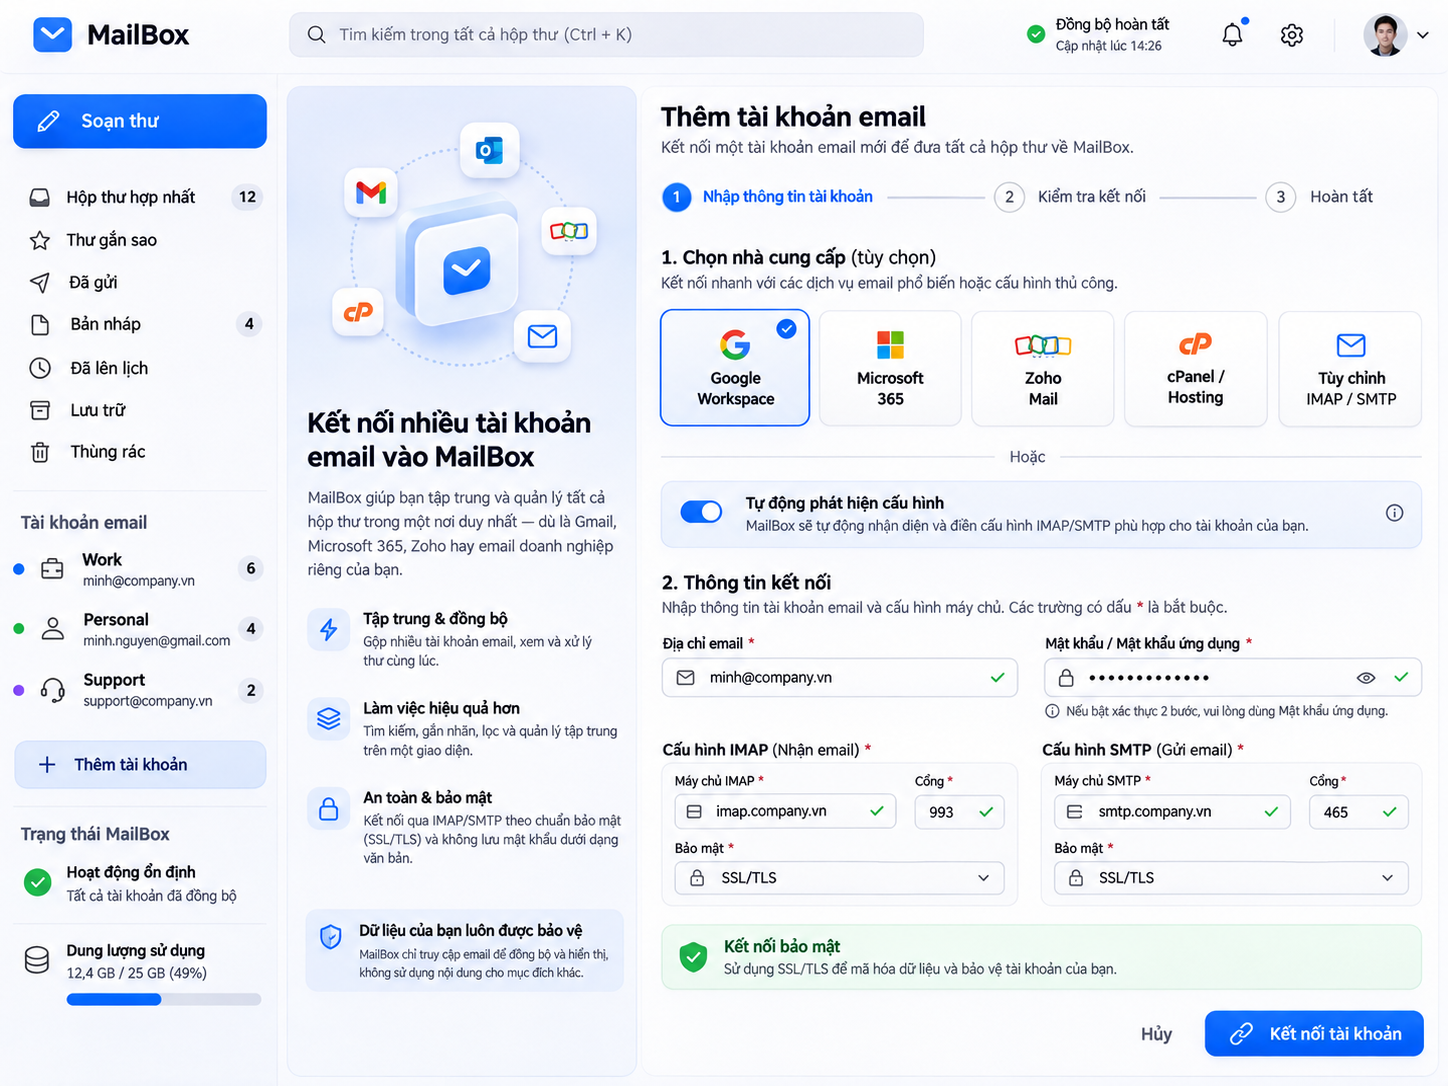 MailBox
Tìm kiếm trong tất cả hộp thư (Ctrl + K)
Đồng bộ hoàn tất
Cập nhật lúc 14:26
Soạn thư
Hộp thư hợp nhất 12
Thư gắn sao
Đã gửi
Bản nháp 4
Đã lên lịch
Lưu trữ
Thùng rác
Tài khoản email
Work
minh@company.vn
6
Personal
minh.nguyen@gmail.com
4
Support
support@company.vn
2
Thêm tài khoản
Trạng thái MailBox
Hoạt động ổn định
Tất cả tài khoản đã đồng bộ
Dung lượng sử dụng
12,4 GB / 25 GB (49%)
Kết nối nhiều tài khoản
email vào MailBox
MailBox giúp bạn tập trung và quản lý tất cả
hộp thư trong một nơi duy nhất — dù là Gmail,
Microsoft 365, Zoho hay email doanh nghiệp
riêng của bạn.
Tập trung & đồng bộ
Gộp nhiều tài khoản email, xem và xử lý
thư cùng lúc.
Làm việc hiệu quả hơn
Tìm kiếm, gắn nhãn, lọc và quản lý tập trung
trên một giao diện.
An toàn & bảo mật
Kết nối qua IMAP/SMTP theo chuẩn bảo mật
(SSL/TLS) và không lưu mật khẩu dưới dạng
văn bản.
Dữ liệu của bạn luôn được bảo vệ
MailBox chỉ truy cập email để đồng bộ và hiển thị,
không sử dụng nội dung cho mục đích khác.
Thêm tài khoản email
Kết nối một tài khoản email mới để đưa tất cả hộp thư về MailBox.
1 Nhập thông tin tài khoản
2 Kiểm tra kết nối
3 Hoàn tất
1. Chọn nhà cung cấp (tùy chọn)
Kết nối nhanh với các dịch vụ email phổ biến hoặc cấu hình thủ công.
Google
Workspace
Microsoft
365
Zoho
Mail
cP
cPanel /
Hosting
Tùy chỉnh
IMAP / SMTP
Hoặc
Tự động phát hiện cấu hình
MailBox sẽ tự động nhận diện và điền cấu hình IMAP/SMTP phù hợp cho tài khoản của bạn.
2. Thông tin kết nối
Nhập thông tin tài khoản email và cấu hình máy chủ. Các trường có dấu * là bắt buộc.
Địa chỉ email *
minh@company.vn
Mật khẩu / Mật khẩu ứng dụng *
•••••••••••••
Nếu bật xác thực 2 bước, vui lòng dùng Mật khẩu ứng dụng.
Cấu hình IMAP (Nhận email) *
Máy chủ IMAP *
imap.company.vn
Cổng *
993
Bảo mật *
SSL/TLS
Cấu hình SMTP (Gửi email) *
Máy chủ SMTP *
smtp.company.vn
Cổng *
465
Bảo mật *
SSL/TLS
Kết nối bảo mật
Sử dụng SSL/TLS để mã hóa dữ liệu và bảo vệ tài khoản của bạn.
Hủy
Kết nối tài khoản